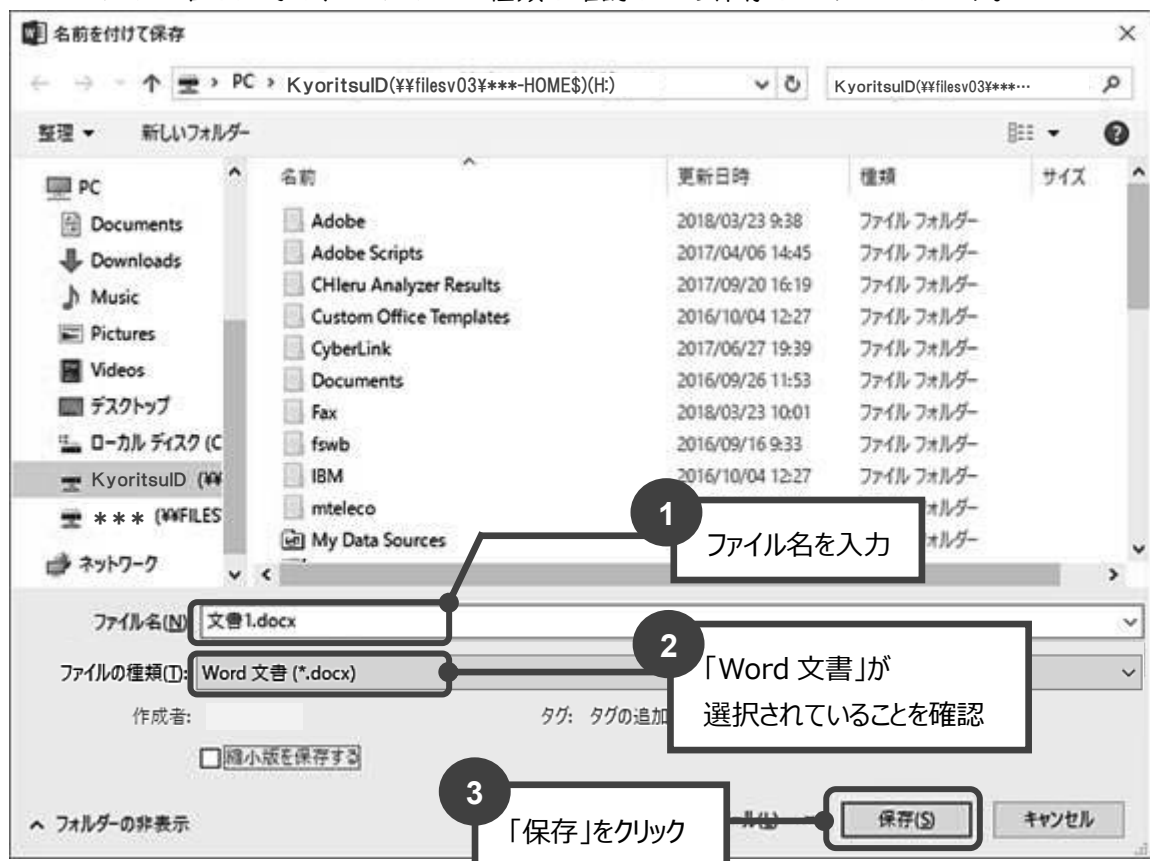 名前を付けて保存
PC › KyoritsuID(¥¥filesv03¥***-HOME$)(H:)
KyoritsuID(¥¥filesv03¥***…
整理 新しいフォルダー
PC
Documents
Downloads
Music
Pictures
Videos
デスクトップ
ローカル ディスク (C
KyoritsuID (¥¥
*** (¥¥FILES
ネットワーク
名前 更新日時 種類 サイズ
Adobe 2018/03/23 9:38 ファイル フォルダー
Adobe Scripts 2017/04/06 14:45 ファイル フォルダー
CHIeru Analyzer Results 2017/09/20 16:19 ファイル フォルダー
Custom Office Templates 2016/10/04 12:27 ファイル フォルダー
CyberLink 2017/06/27 19:39 ファイル フォルダー
Documents 2016/09/26 11:53 ファイル フォルダー
Fax 2018/03/23 10:01 ファイル フォルダー
fswb 2016/09/16 9:33 ファイル フォルダー
IBM 2016/10/04 12:27 ファイル フォルダー
mteleco
My Data Sources
1
ファイル名を入力
ファイル名(N): 文書1.docx
ファイルの種類(T): Word 文書 (*.docx)
2
「Word 文書」が
選択されていることを確認
作成者: タグ: タグの追加
縮小版を保存する
3
「保存」をクリック
フォルダーの非表示
保存(S) キャンセル